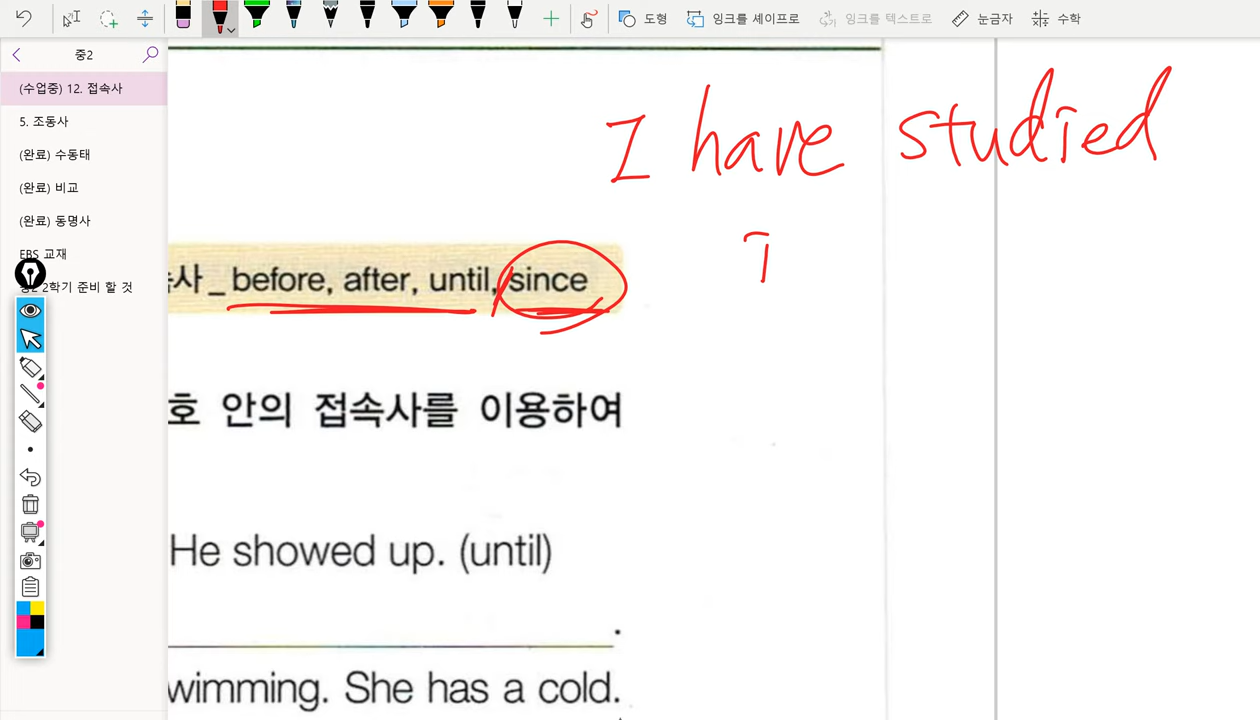 도형 잉크를 셰이프로 잉크를 텍스트로 눈금자 수학
중2
(수업중) 12. 접속사
5. 조동사
(완료) 수동태
(완료) 비교
(완료) 동명사
EBS 교재
2학기 준비 할 것
I have studied
사_ before, after, until, since
호 안의 접속사를 이용하여
He showed up. (until)
.
wimming. She has a cold.